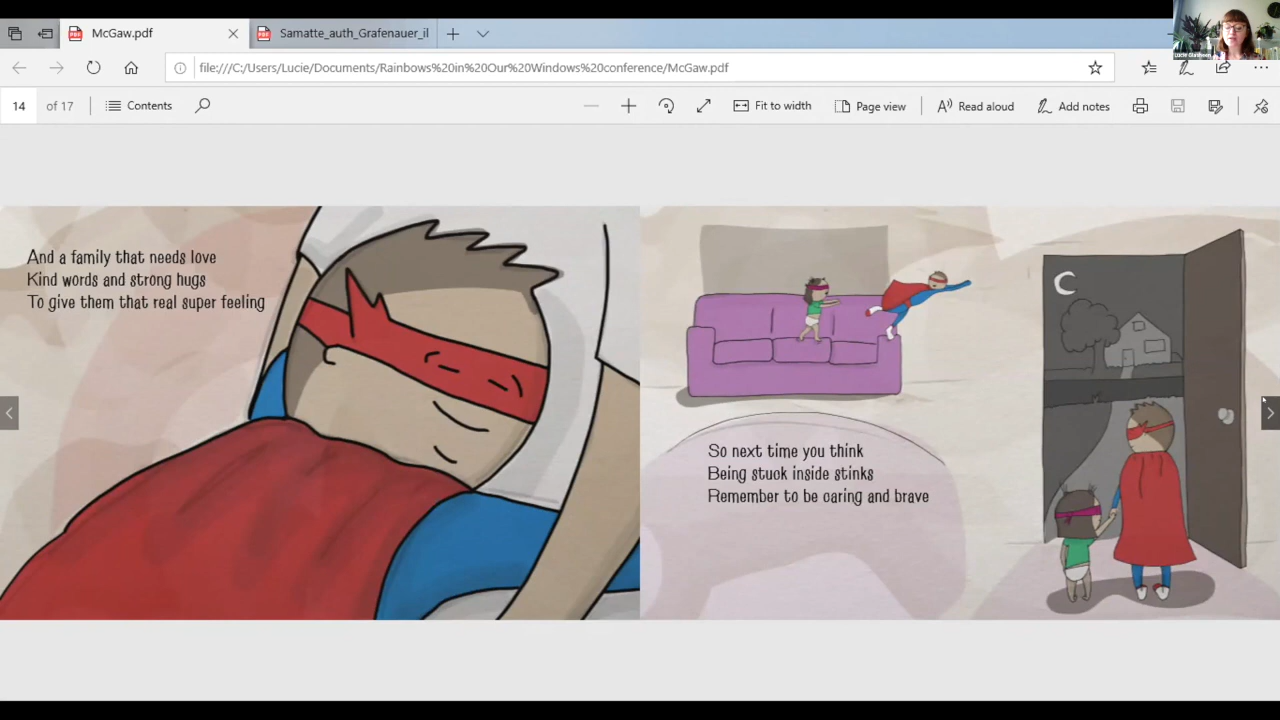 McGaw.pdf
Samatte_auth_Grafenauer_il
file:///C:/Users/Lucie/Documents/Rainbows%20in%20Our%20Windows%20conference/McGaw.pdf
14 of 17
Contents
Fit to width
Page view
Read aloud
Add notes
And a family that needs love
Kind words and strong hugs
To give them that real super feeling
So next time you think
Being stuck inside stinks
Remember to be caring and brave